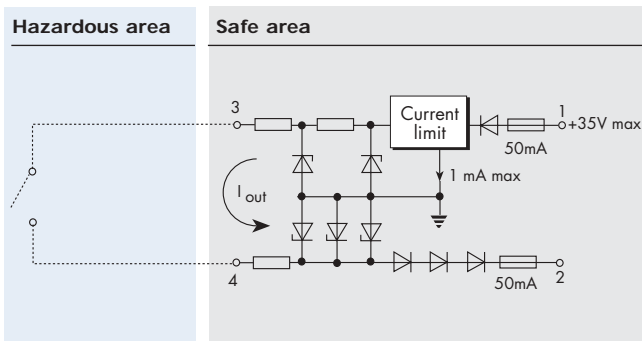 Hazardous area
Safe area
3
Current
limit
1
+35V max
50mA
1 mA max
I out
4
50mA
2